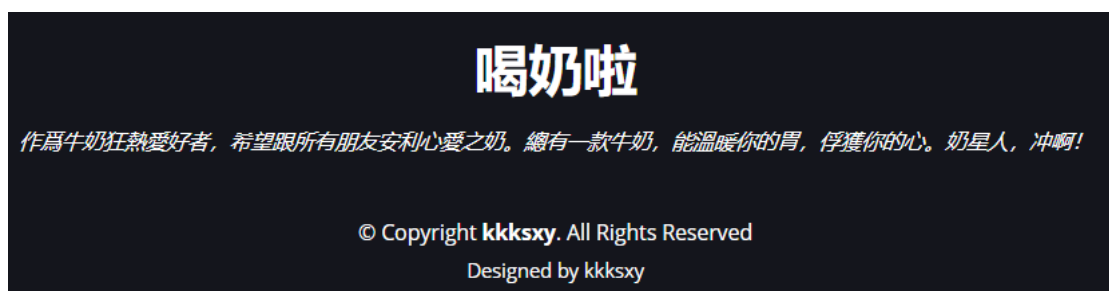 喝奶啦
作爲牛奶狂熱愛好者，希望跟所有朋友安利心愛之奶。總有一款牛奶，能溫暖你的胃，俘獲你的心。奶星人，冲啊！
© Copyright kkksxy. All Rights Reserved
Designed by kkksxy